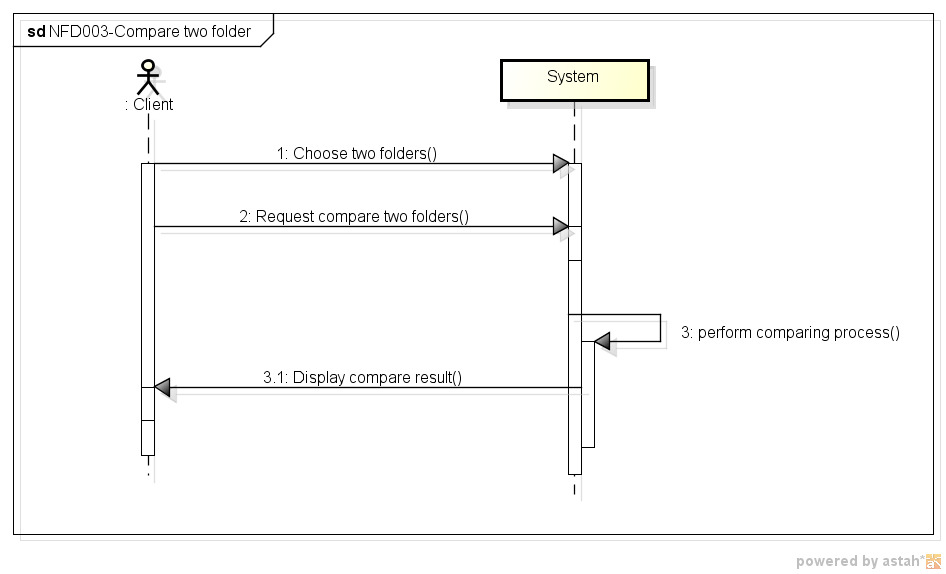 sd NFD003-Compare two folder
: Client
System
1: Choose two folders()
2: Request compare two folders()
3: perform comparing process()
3.1: Display compare result()
powered by astah*